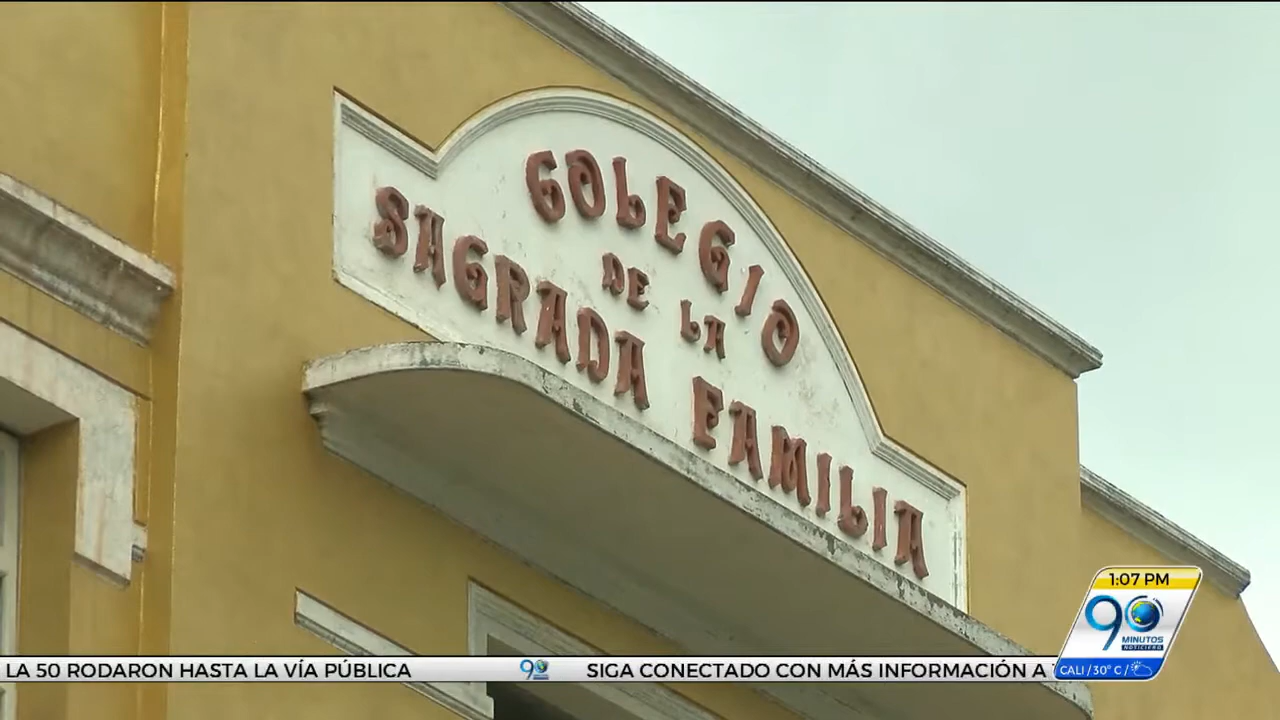 COLEGIO
DE LA
SAGRADA FAMILIA
1:07 PM
90
MINUTOS
NOTICIERO
CALI / 30° C /
LA 50 RODARON HASTA LA VÍA PÚBLICA
90
SIGA CONECTADO CON MÁS INFORMACIÓN A